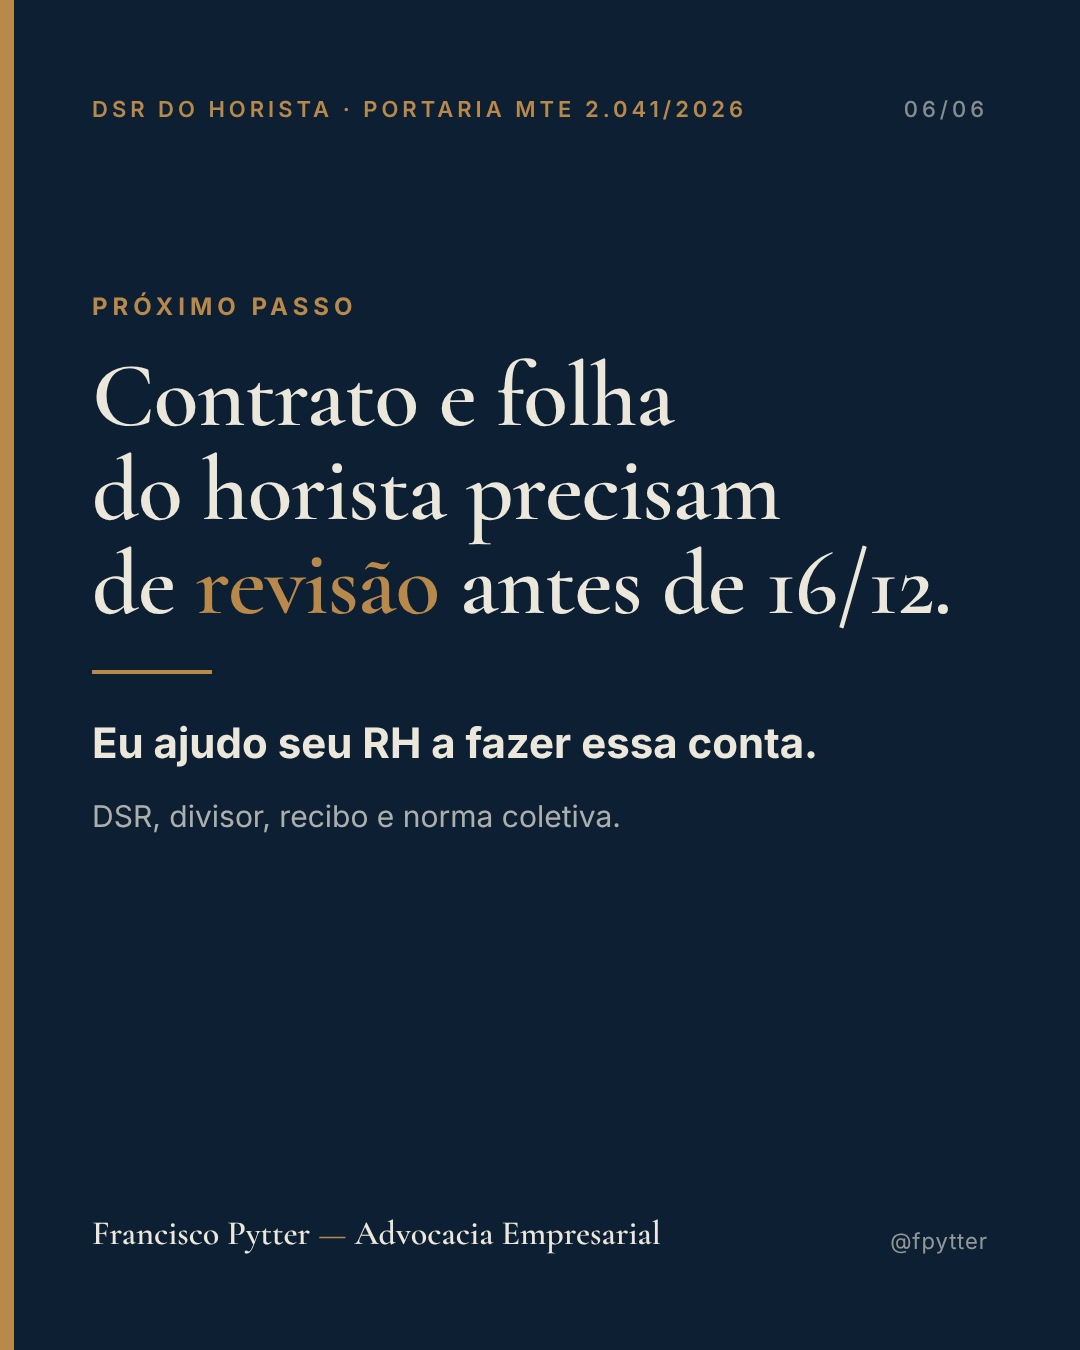 DSR DO HORISTA · PORTARIA MTE 2.041/2026
06/06
PRÓXIMO PASSO
Contrato e folha
do horista precisam
de revisão antes de 16/12.
Eu ajudo seu RH a fazer essa conta.
DSR, divisor, recibo e norma coletiva.
Francisco Pytter — Advocacia Empresarial
@fpytter